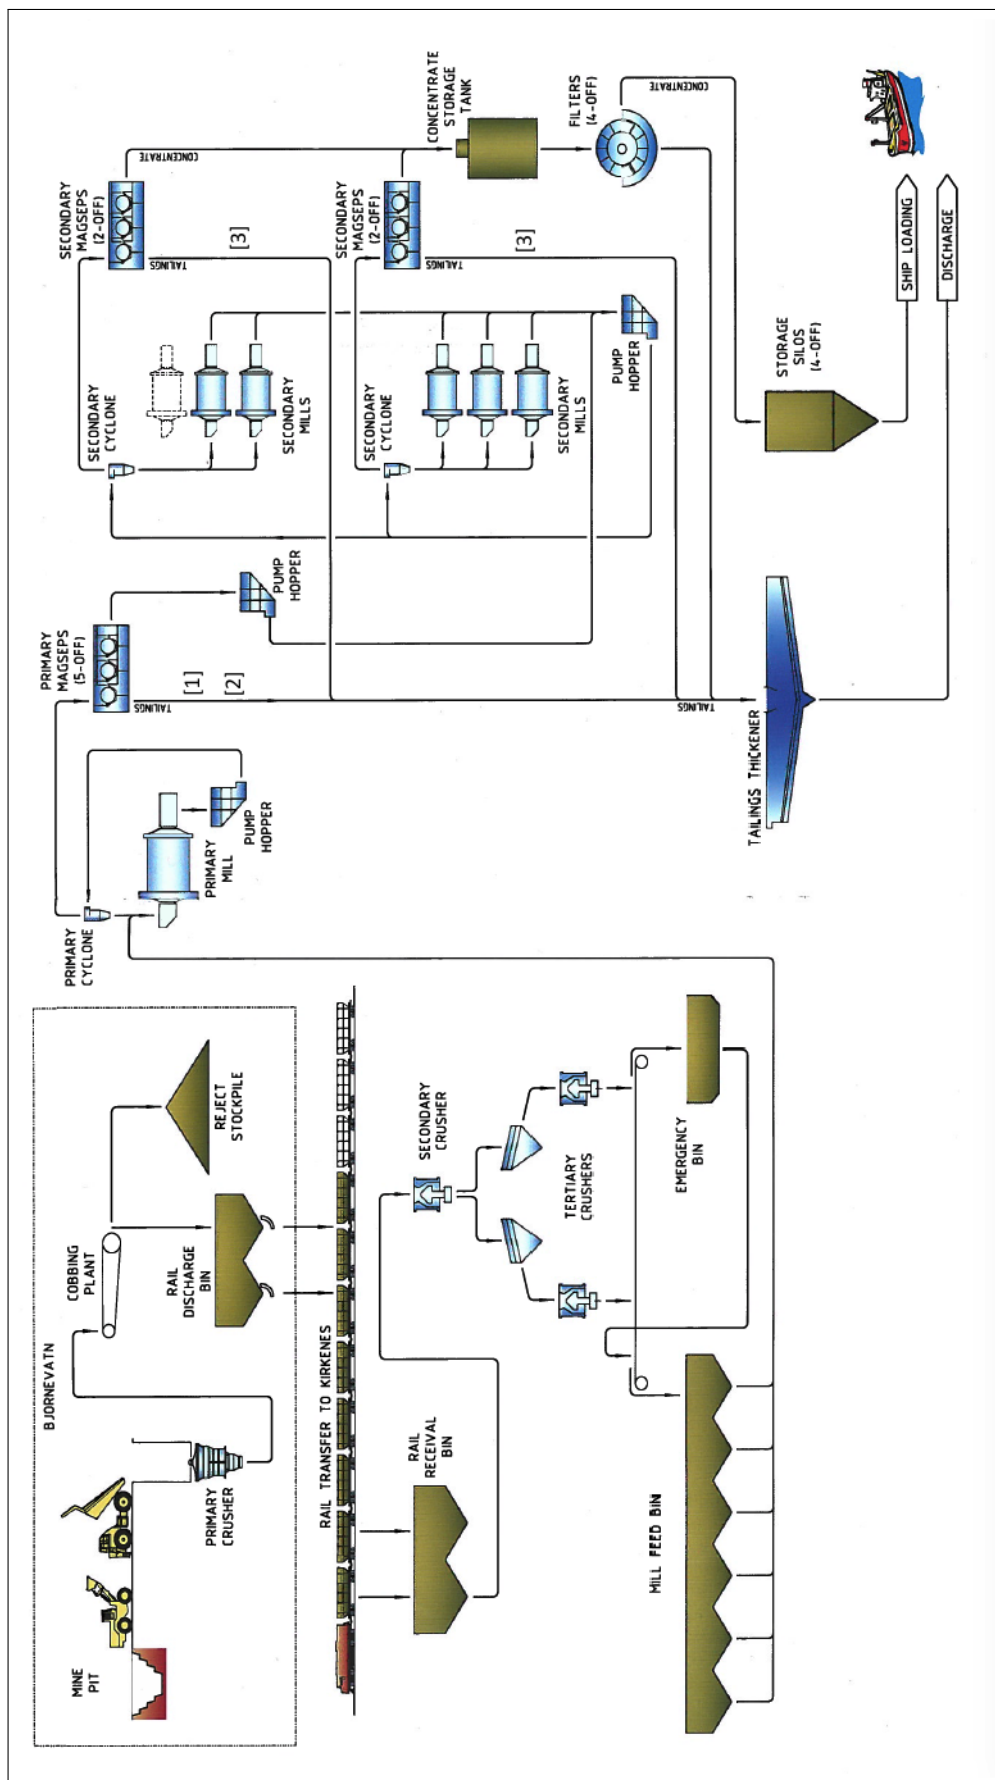 BJORNEVATN
MINE
PIT
PRIMARY
CRUSHER
COBBING
PLANT
RAIL
DISCHARGE
BIN
REJECT
STOCKPILE
RAIL TRANSFER TO KIRKENES
RAIL
RECEIVAL
BIN
SECONDARY
CRUSHER
TERTIARY
CRUSHERS
EMERGENCY
BIN
MILL FEED BIN
PRIMARY
CYCLONE
PRIMARY
MILL
PUMP
HOPPER
PRIMARY
MAGSEPS
(5-OFF)
TAILINGS
[1]
[2]
PUMP
HOPPER
SECONDARY
CYCLONE
SECONDARY
MILLS
SECONDARY
MAGSEPS
(2-OFF)
CONCENTRATE
TAILINGS
[3]
SECONDARY
CYCLONE
SECONDARY
MILLS
PUMP
HOPPER
SECONDARY
MAGSEPS
(2-OFF)
TAILINGS
[3]
CONCENTRATE
STORAGE
TANK
FILTERS
(4-OFF)
CONCENTRATE
TAILINGS
TAILINGS
TAILINGS THICKENER
STORAGE
SILOS
(4-OFF)
SHIP LOADING
DISCHARGE